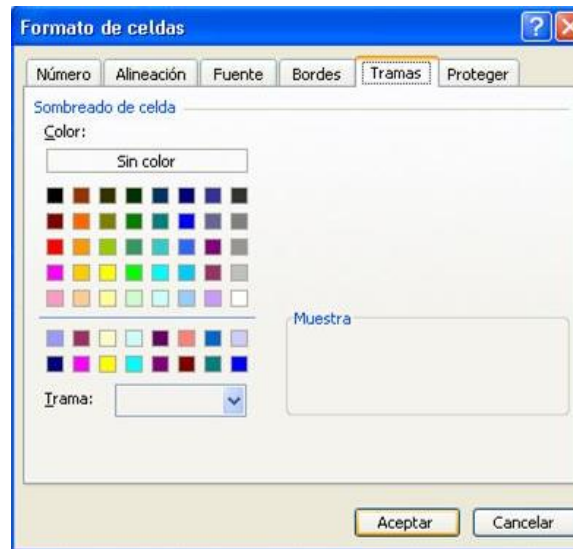 Formato de celdas
Número Alineación Fuente Bordes Tramas Proteger
Sombreado de celda
Color:
Sin color
Muestra
Trama:
Aceptar Cancelar